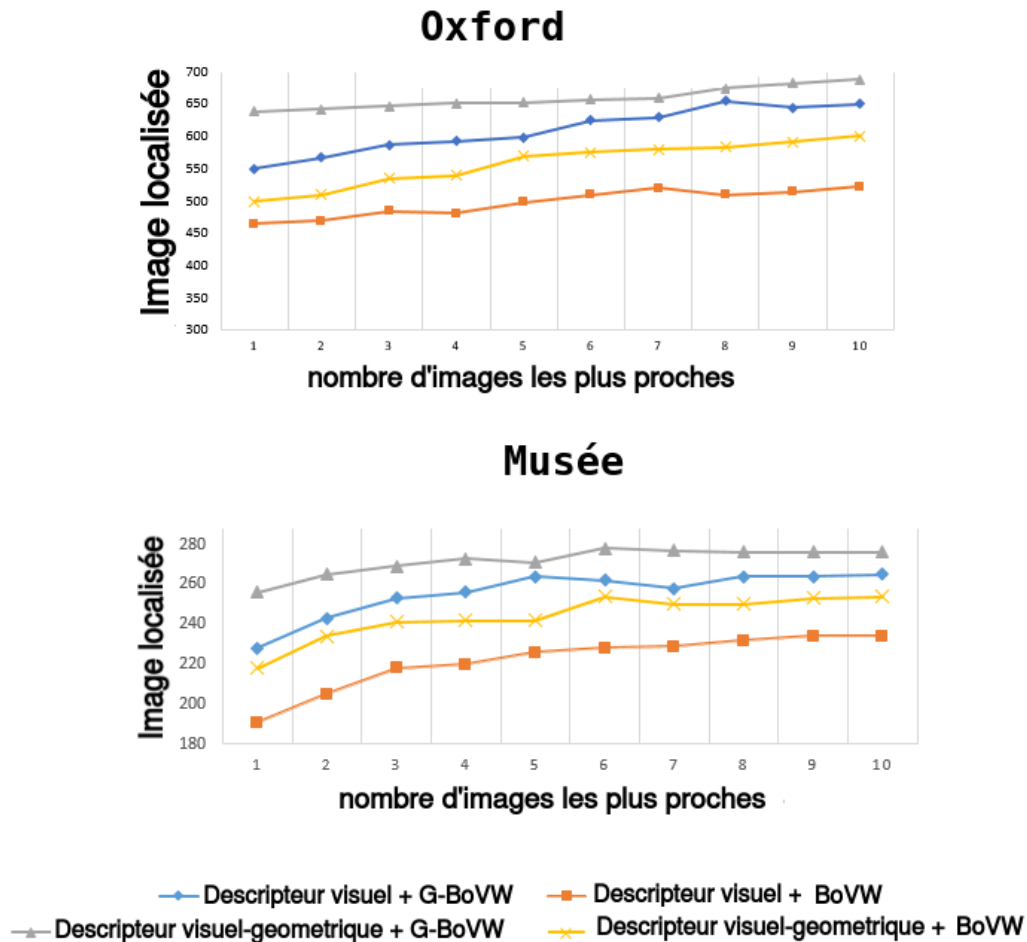 Oxford
Image localisée
700
650
600
550
500
450
400
350
300
1 2 3 4 5 6 7 8 9 10
nombre d'images les plus proches
Musée
Image localisée
280
260
240
220
200
180
1 2 3 4 5 6 7 8 9 10
nombre d'images les plus proches
Descripteur visuel + G-BoVW Descripteur visuel + BoVW
Descripteur visuel-geometrique + G-BoVW Descripteur visuel-geometrique + BoVW